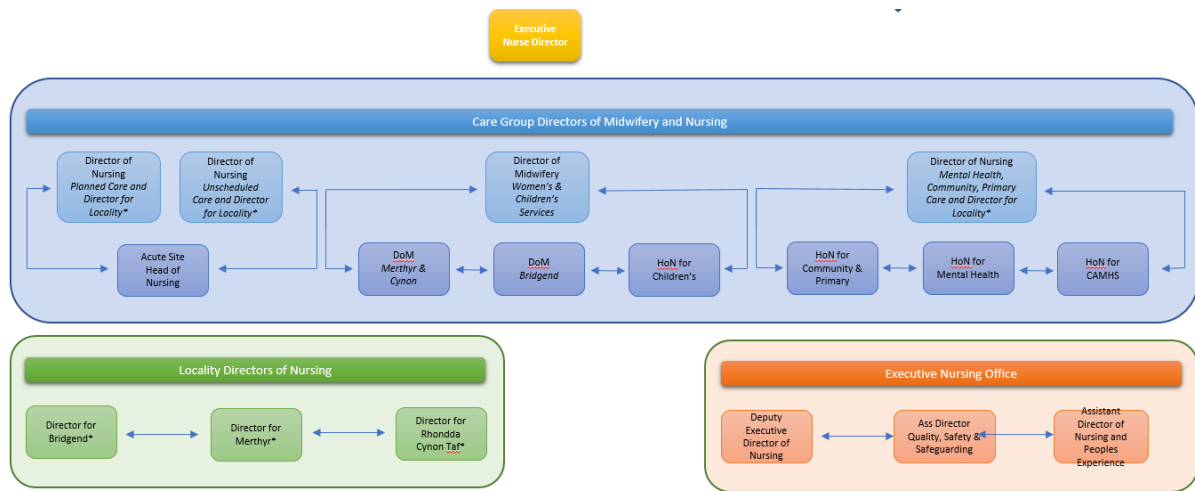 Executive
Nurse Director
Care Group Directors of Midwifery and Nursing
Director of
Nursing
Planned Care and
Director for
Locality*
Director of
Nursing
Unscheduled
Care and Director
for Locality*
Director of
Midwifery
Women's &
Children's
Services
Director of Nursing
Mental Health,
Community, Primary
Care and Director for
Locality*
Acute Site
Head of
Nursing
DoM
Merthyr &
Cynon
DoM
Bridgend
HoN for
Children's
HoN for
Community &
Primary
HoN for
Mental Health
HoN for
CAMHS
Locality Directors of Nursing
Director for
Bridgend*
Director for
Merthyr*
Director for
Rhondda
Cynon Taf*
Executive Nursing Office
Deputy
Executive
Director of
Nursing
Ass Director
Quality, Safety &
Safeguarding
Assistant
Director of
Nursing and
Peoples
Experience